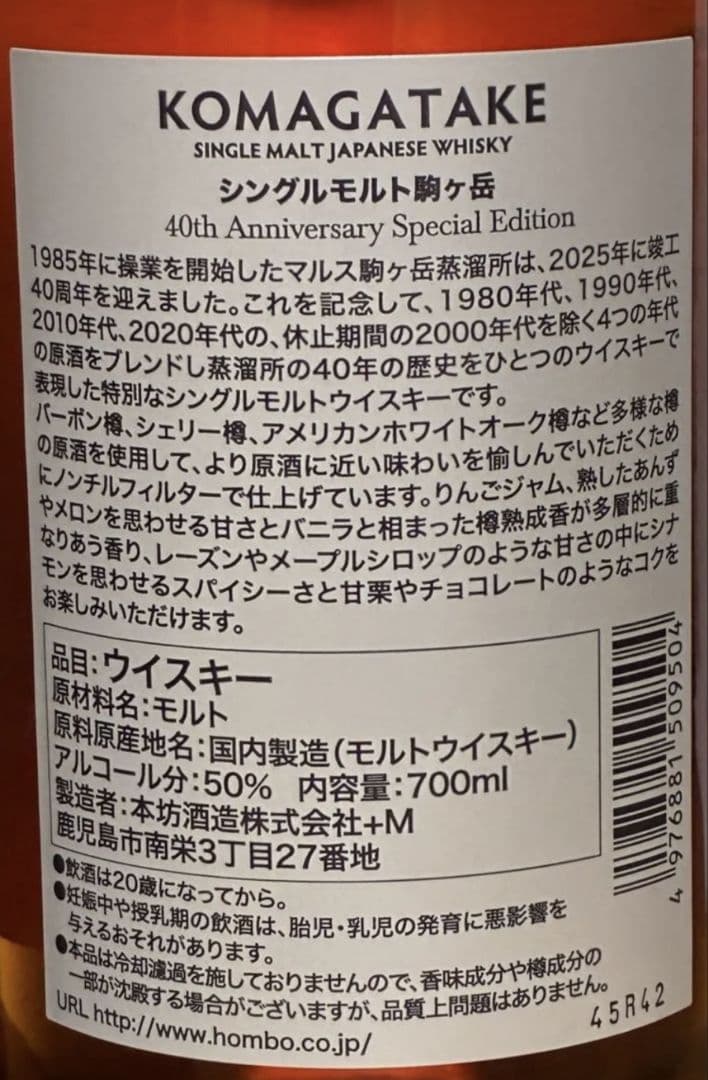 KOMAGATAKE
SINGLE MALT JAPANESE WHISKY
シングルモルト駒ヶ岳
40th Anniversary Special Edition
1985年に操業を開始したマルス駒ヶ岳蒸溜所は、2025年に竣工
40周年を迎えました。これを記念して、1980年代、1990年代、
2010年代、2020年代の、休止期間の2000年代を除く4つの年代
の原酒をブレンドし蒸溜所の40年の歴史をひとつのウイスキーで
表現した特別なシングルモルトウイスキーです。
バーボン樽、シェリー樽、アメリカンホワイトオーク樽など多様な樽
の原酒を使用して、より原酒に近い味わいを愉しんでいただくため
にノンチルフィルターで仕上げています。りんごジャム、熟したあんず
やメロンを思わせる甘さとバニラと相まった樽熟成香が多層的に重
なりあう香り、レーズンやメープルシロップのような甘さの中にシナ
モンを思わせるスパイシーさと甘栗やチョコレートのようなコクを
お楽しみいただけます。
品目:ウイスキー
原材料名:モルト
原料原産地名:国内製造(モルトウイスキー)
アルコール分:50% 内容量:700ml
製造者:本坊酒造株式会社+M
鹿児島市南栄3丁目27番地
4 976881 509504
●飲酒は20歳になってから。
●妊娠中や授乳期の飲酒は、胎児・乳児の発育に悪影響を
与えるおそれがあります。
●本品は冷却濾過を施しておりませんので、香味成分や樽成分の
一部が沈殿する場合がございますが、品質上問題はありません。
URL http://www.hombo.co.jp/
45R42